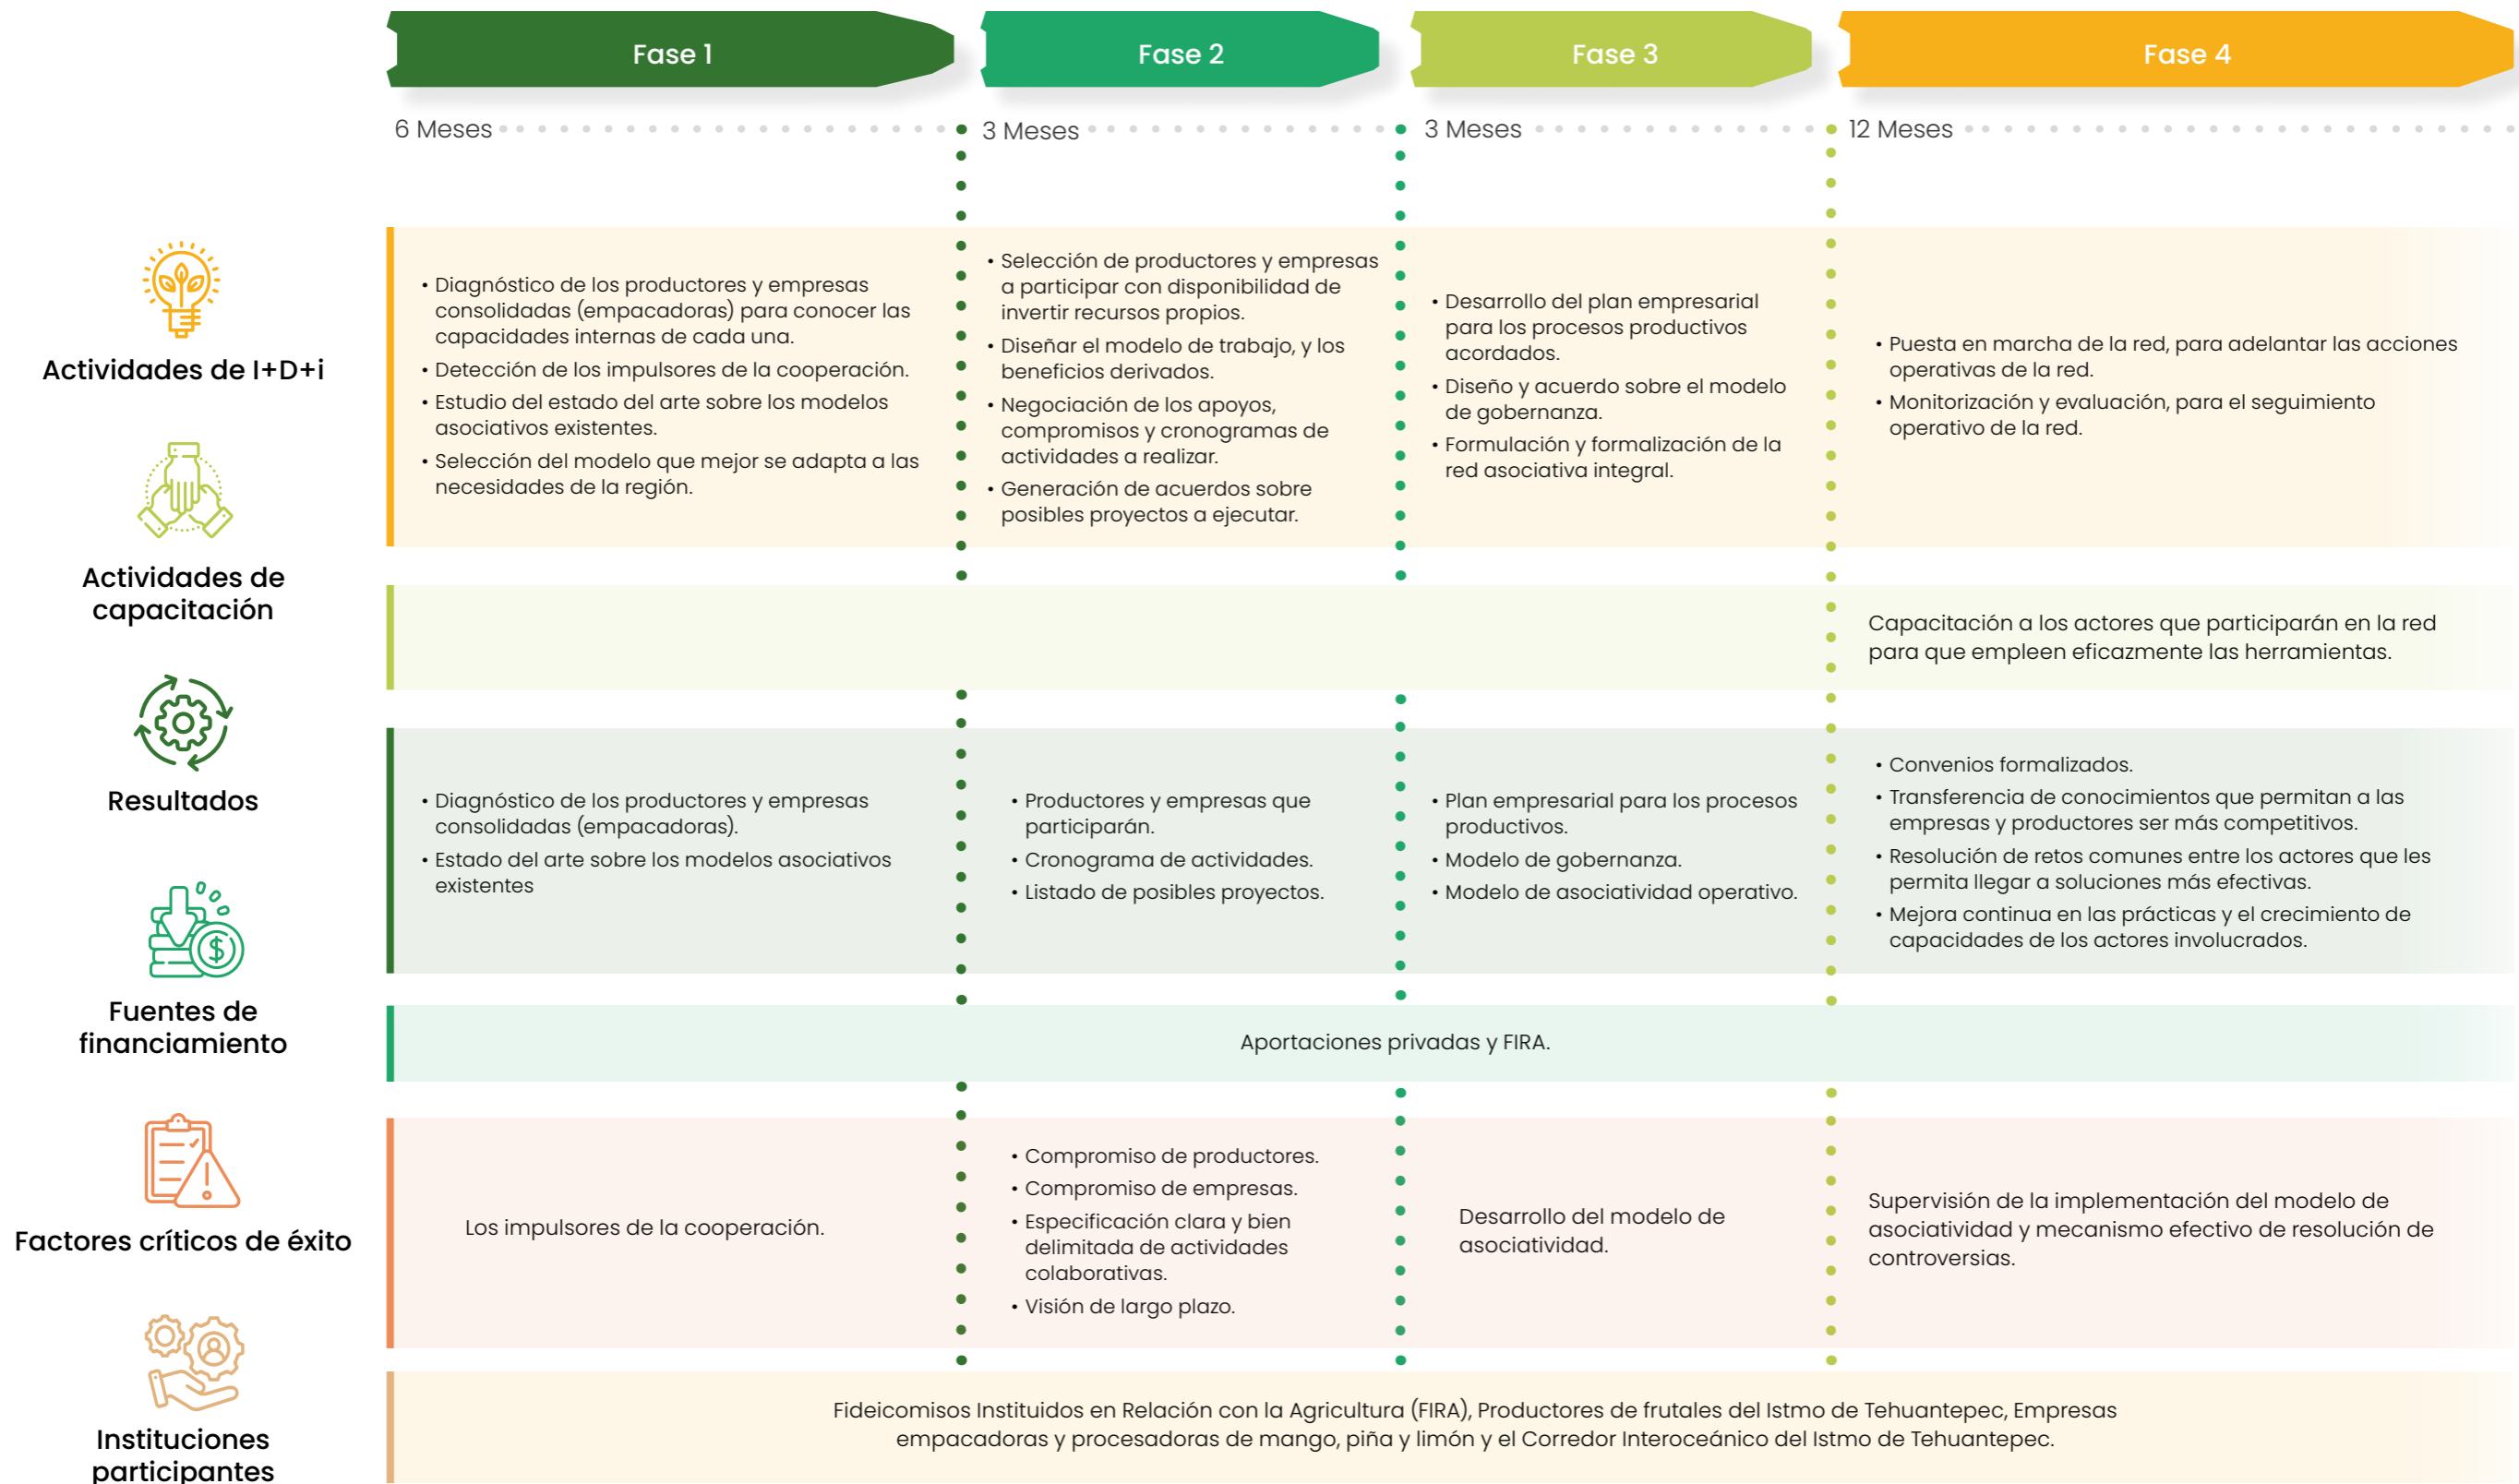 Fase 1
Fase 2
Fase 3
Fase 4
6 Meses
3 Meses
3 Meses
12 Meses
Actividades de I+D+i
• Diagnóstico de los productores y empresas
consolidadas (empacadoras) para conocer las
capacidades internas de cada una.
• Detección de los impulsores de la cooperación.
• Estudio del estado del arte sobre los modelos
asociativos existentes.
• Selección del modelo que mejor se adapta a las
necesidades de la región.
• Selección de productores y empresas
a participar con disponibilidad de
invertir recursos propios.
• Diseñar el modelo de trabajo, y los
beneficios derivados.
• Negociación de los apoyos,
compromisos y cronogramas de
actividades a realizar.
• Generación de acuerdos sobre
posibles proyectos a ejecutar.
• Desarrollo del plan empresarial
para los procesos productivos
acordados.
• Diseño y acuerdo sobre el modelo
de gobernanza.
• Formulación y formalización de la
red asociativa integral.
• Puesta en marcha de la red, para adelantar las acciones
operativas de la red.
• Monitorización y evaluación, para el seguimiento
operativo de la red.
Actividades de
capacitación
Capacitación a los actores que participarán en la red
para que empleen eficazmente las herramientas.
Resultados
• Diagnóstico de los productores y empresas
consolidadas (empacadoras).
• Estado del arte sobre los modelos asociativos
existentes
• Productores y empresas que
participarán.
• Cronograma de actividades.
• Listado de posibles proyectos.
• Plan empresarial para los procesos
productivos.
• Modelo de gobernanza.
• Modelo de asociatividad operativo.
• Convenios formalizados.
• Transferencia de conocimientos que permitan a las
empresas y productores ser más competitivos.
• Resolución de retos comunes entre los actores que les
permita llegar a soluciones más efectivas.
• Mejora continua en las prácticas y el crecimiento de
capacidades de los actores involucrados.
Fuentes de
financiamiento
Aportaciones privadas y FIRA.
Factores críticos de éxito
Los impulsores de la cooperación.
• Compromiso de productores.
• Compromiso de empresas.
• Especificación clara y bien
delimitada de actividades
colaborativas.
• Visión de largo plazo.
Desarrollo del modelo de
asociatividad.
Supervisión de la implementación del modelo de
asociatividad y mecanismo efectivo de resolución de
controversias.
Instituciones
participantes
Fideicomisos Instituidos en Relación con la Agricultura (FIRA), Productores de frutales del Istmo de Tehuantepec, Empresas
empacadoras y procesadoras de mango, piña y limón y el Corredor Interoceánico del Istmo de Tehuantepec.